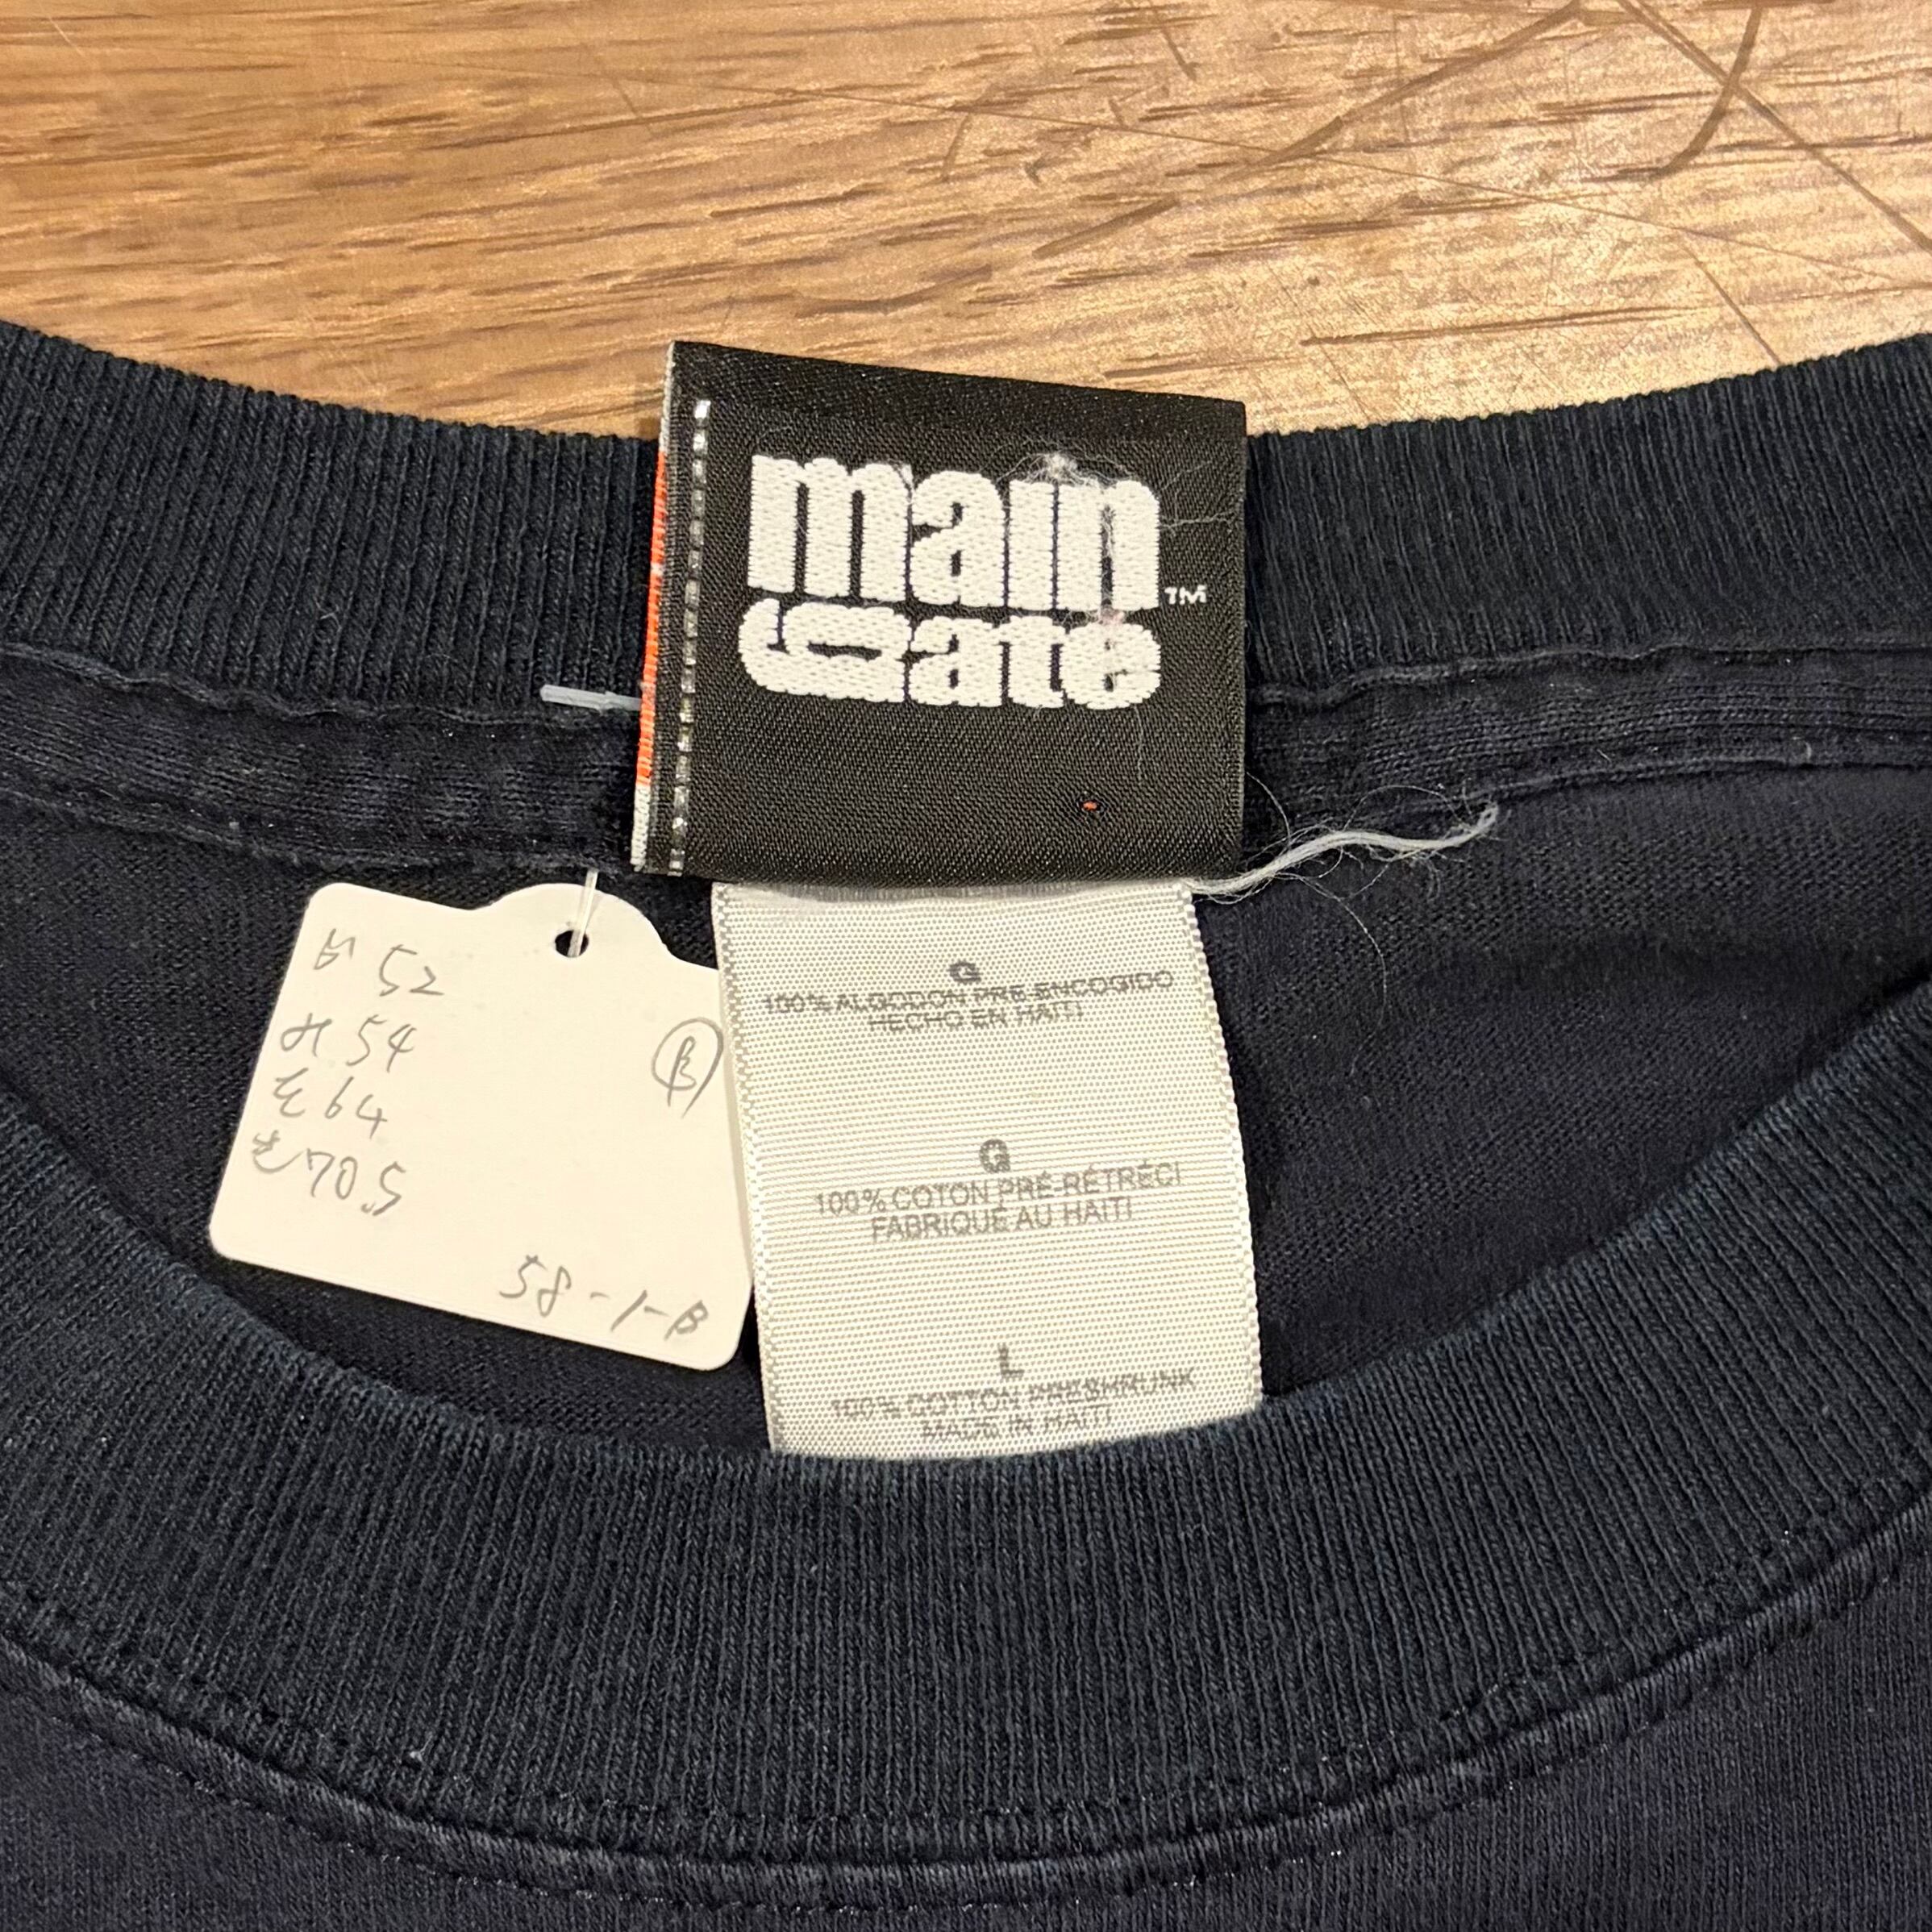 main
gate
TM
G
100% ALGODON PRE ENCOGIDO
HECHO EN HAITI
G
100% COTON PRÉ-RÉTRÉCI
FABRIQUÉ AU HAITI
L
100% COTTON PRESHRUNK
MADE IN HAITI
52
54
64
70.5
B
58-1-B